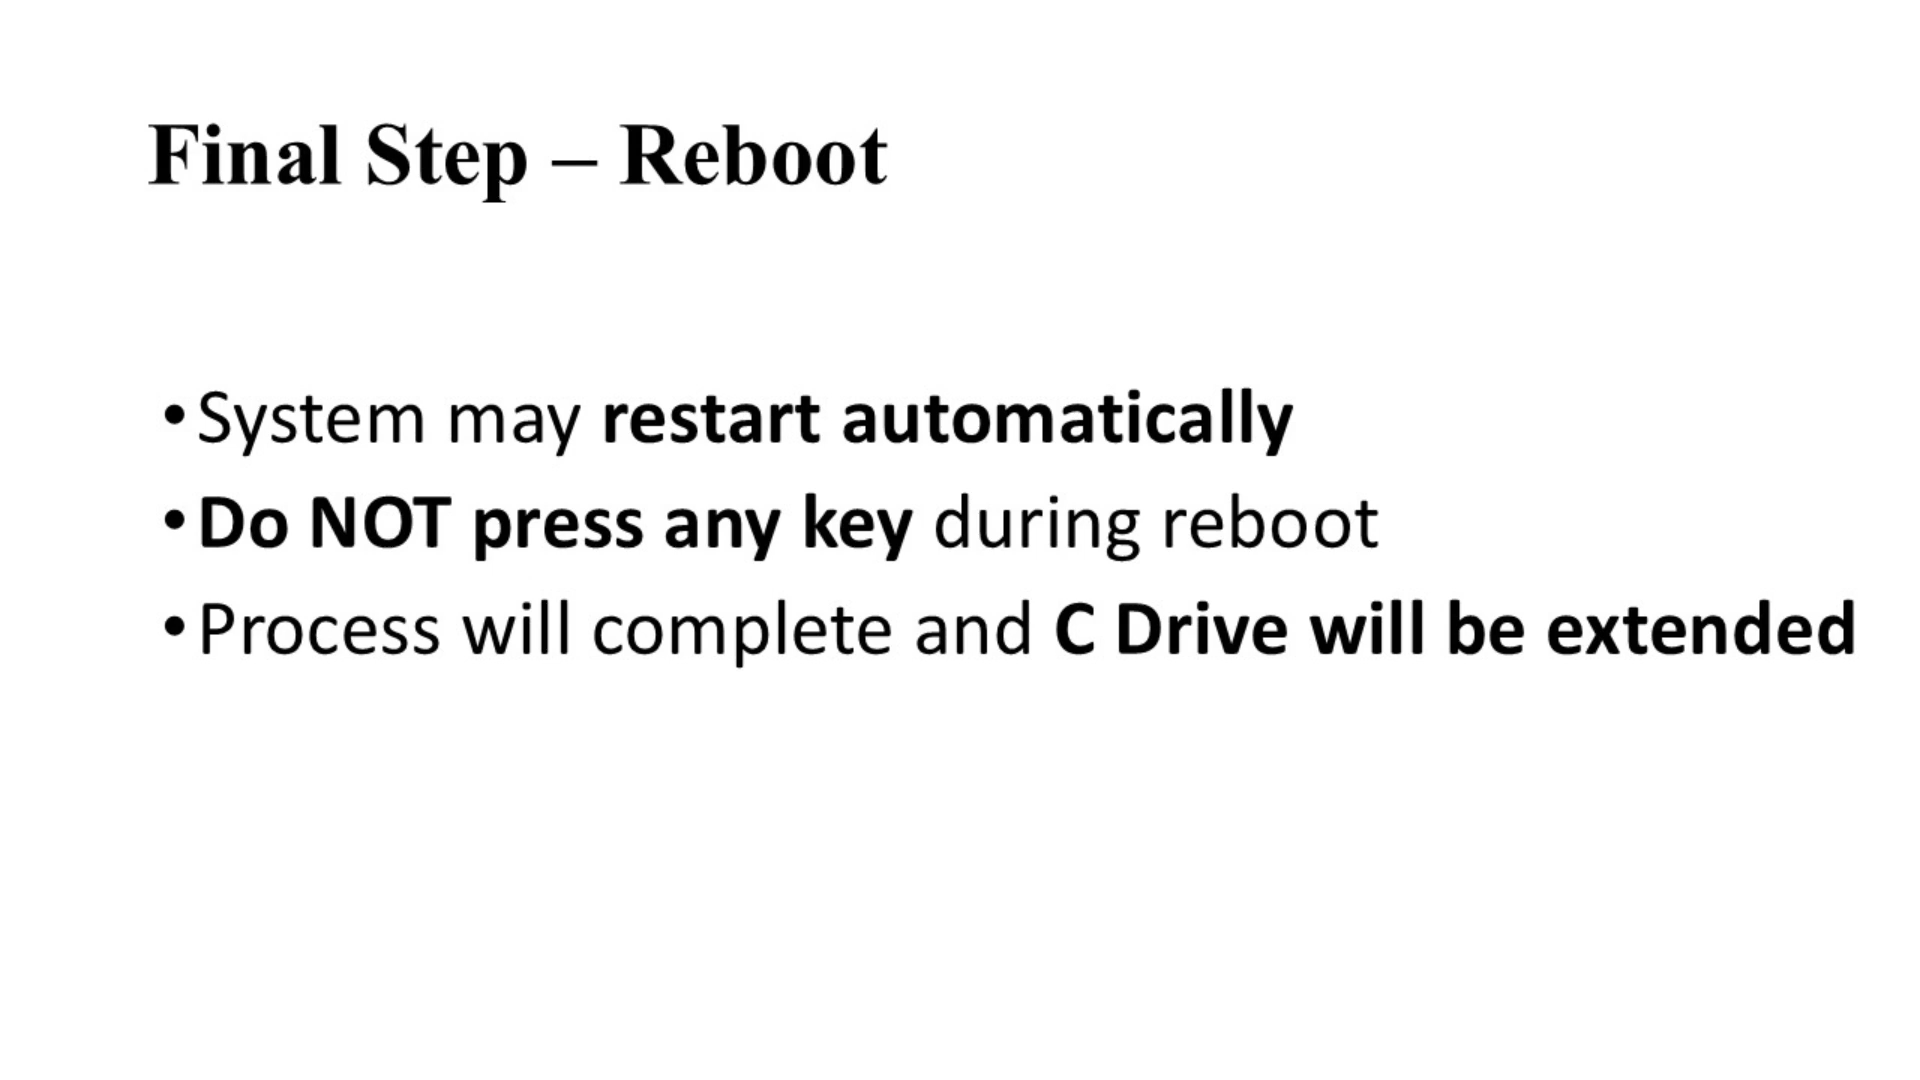 Final Step – Reboot
•System may restart automatically
•Do NOT press any key during reboot
•Process will complete and C Drive will be extended